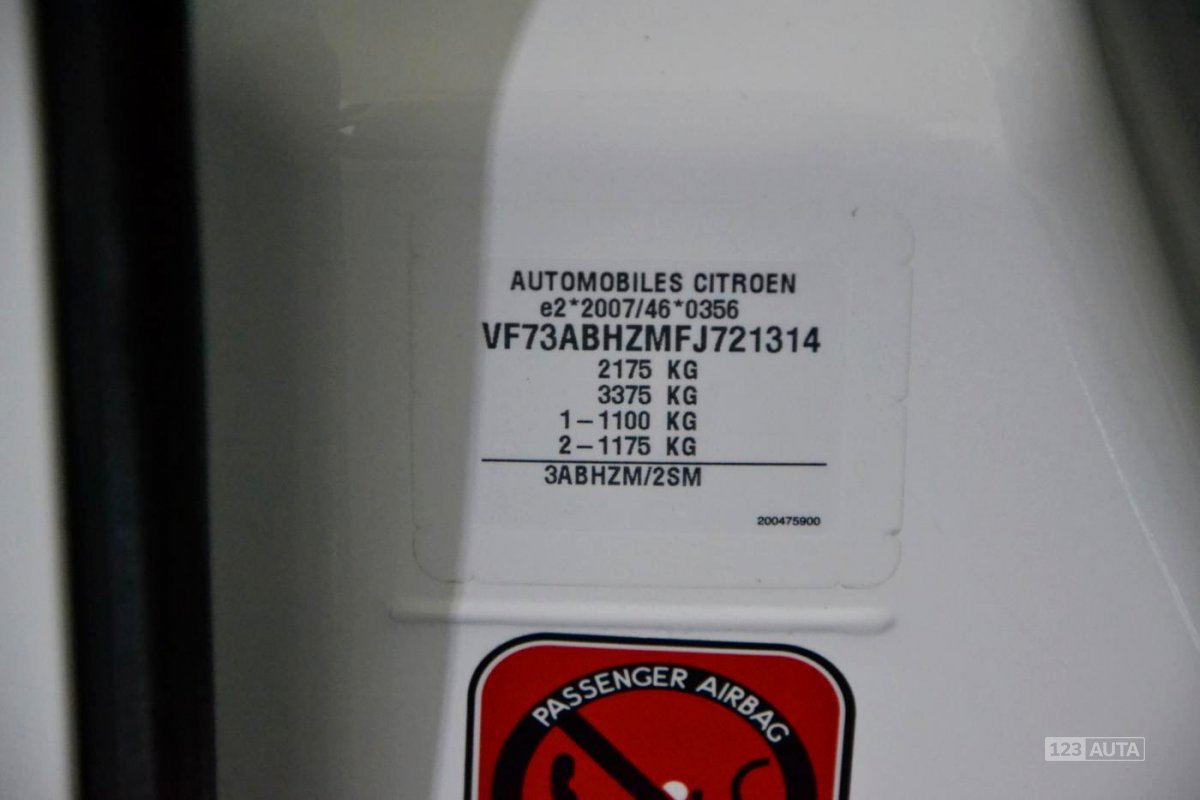 AUTOMOBILES CITROEN
e2*2007/46*0356
VF73ABHZMFJ721314
2175 KG
3375 KG
1-1100 KG
2-1175 KG
3ABHZM/2SM
200475900
PASSENGER AIRBAG
123 AUTA